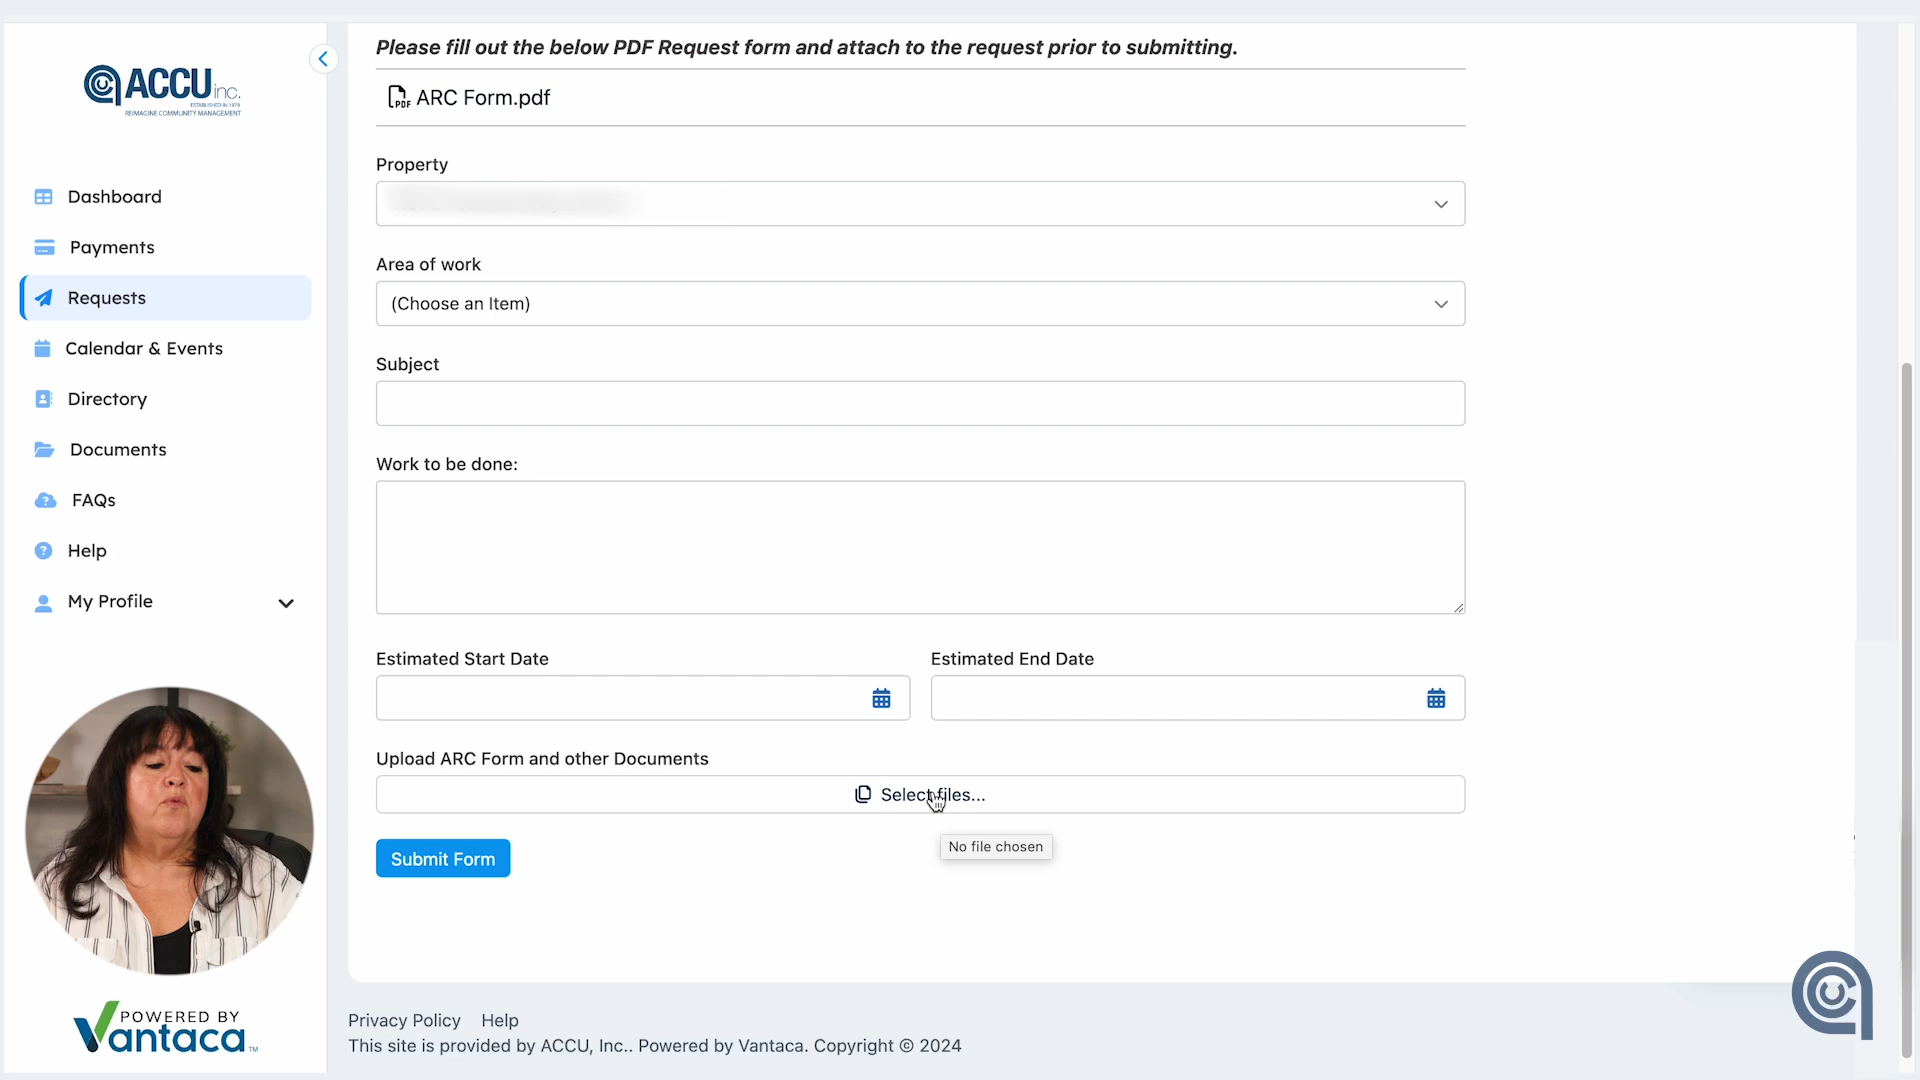 Please fill out the below PDF Request form and attach to the request prior to submitting.
PDF ARC Form.pdf
ACCU inc.
ESTABLISHED IN 1979
REIMAGINE COMMUNITY MANAGEMENT
Dashboard
Payments
Requests
Calendar & Events
Directory
Documents
FAQs
Help
My Profile
Property
Area of work
(Choose an Item)
Subject
Work to be done:
Estimated Start Date
Estimated End Date
Upload ARC Form and other Documents
Select files...
No file chosen
Submit Form
POWERED BY
Vantaca™
Privacy Policy Help
This site is provided by ACCU, Inc.. Powered by Vantaca. Copyright © 2024